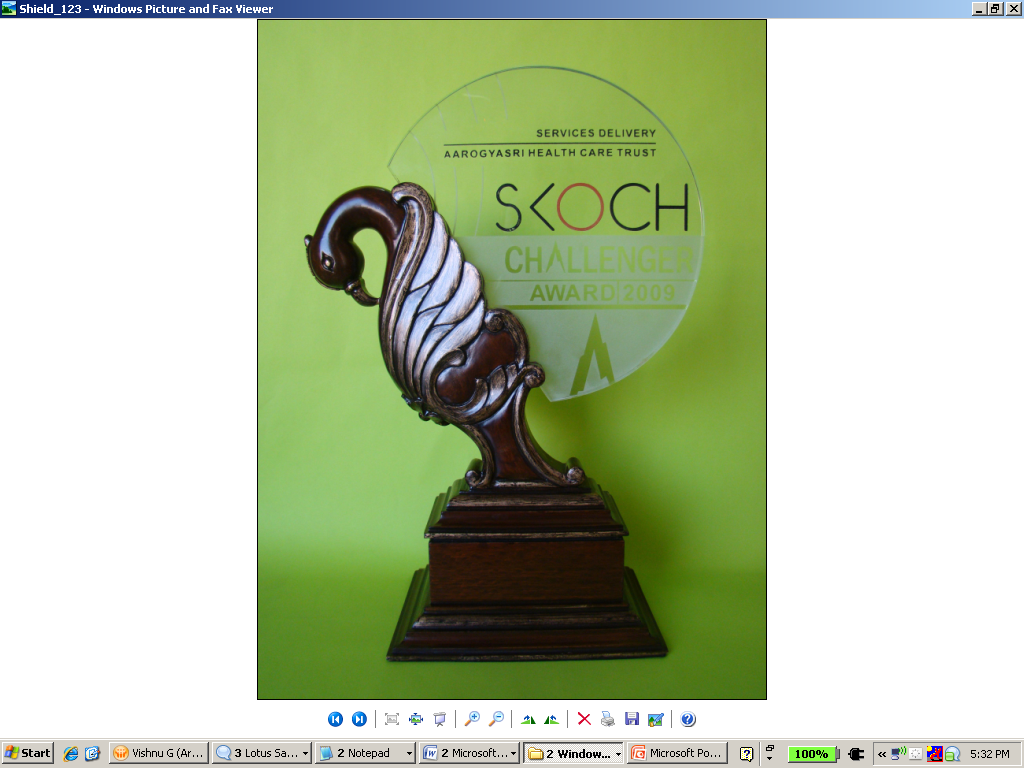 Shield_123 - Windows Picture and Fax Viewer
SERVICES DELIVERY
AAROGYASRI HEALTH CARE TRUST
SKOCH
CHALLENGER
AWARD 2009
Start
Vishnu G (Ar...
3 Lotus Sa...
2 Notepad
2 Microsoft...
2 Window...
Microsoft Po...
100%
5:32 PM